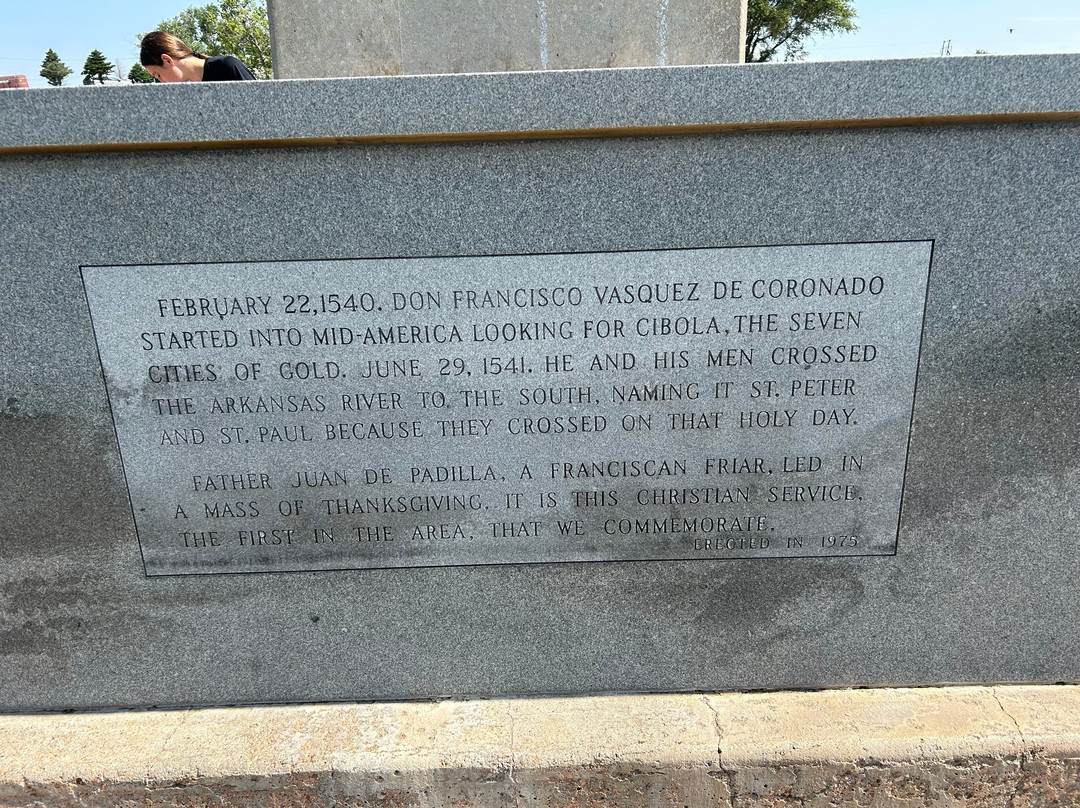 FEBRUARY 22,1540. DON FRANCISCO VASQUEZ DE CORONADO
STARTED INTO MID-AMERICA LOOKING FOR CIBOLA, THE SEVEN
CITIES OF GOLD. JUNE 29, 1541. HE AND HIS MEN CROSSED
THE ARKANSAS RIVER TO THE SOUTH, NAMING IT ST. PETER
AND ST. PAUL BECAUSE THEY CROSSED ON THAT HOLY DAY.
FATHER JUAN DE PADILLA, A FRANCISCAN FRIAR, LED IN
A MASS OF THANKSGIVING. IT IS THIS CHRISTIAN SERVICE,
THE FIRST IN THE AREA, THAT WE COMMEMORATE.
ERECTED IN 1975